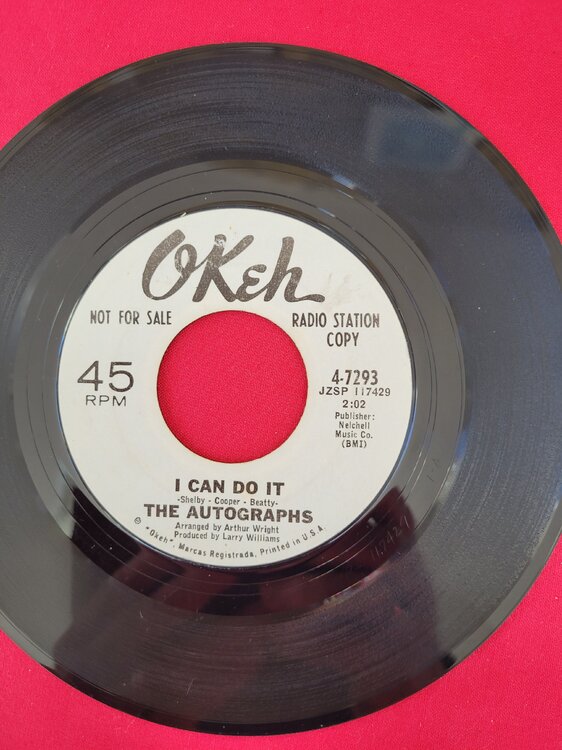 OKeh
NOT FOR SALE
RADIO STATION
COPY
45
RPM
4-7293
JZSP 117429
2:02
Publisher:
Nelchell
Music Co.
(BMI)
I CAN DO IT
-Shelby - Cooper - Beatty-
THE AUTOGRAPHS
Arranged by Arthur Wright
Produced by Larry Williams
© "Okeh" - Marcas Registrada, Printed in U.S.A.